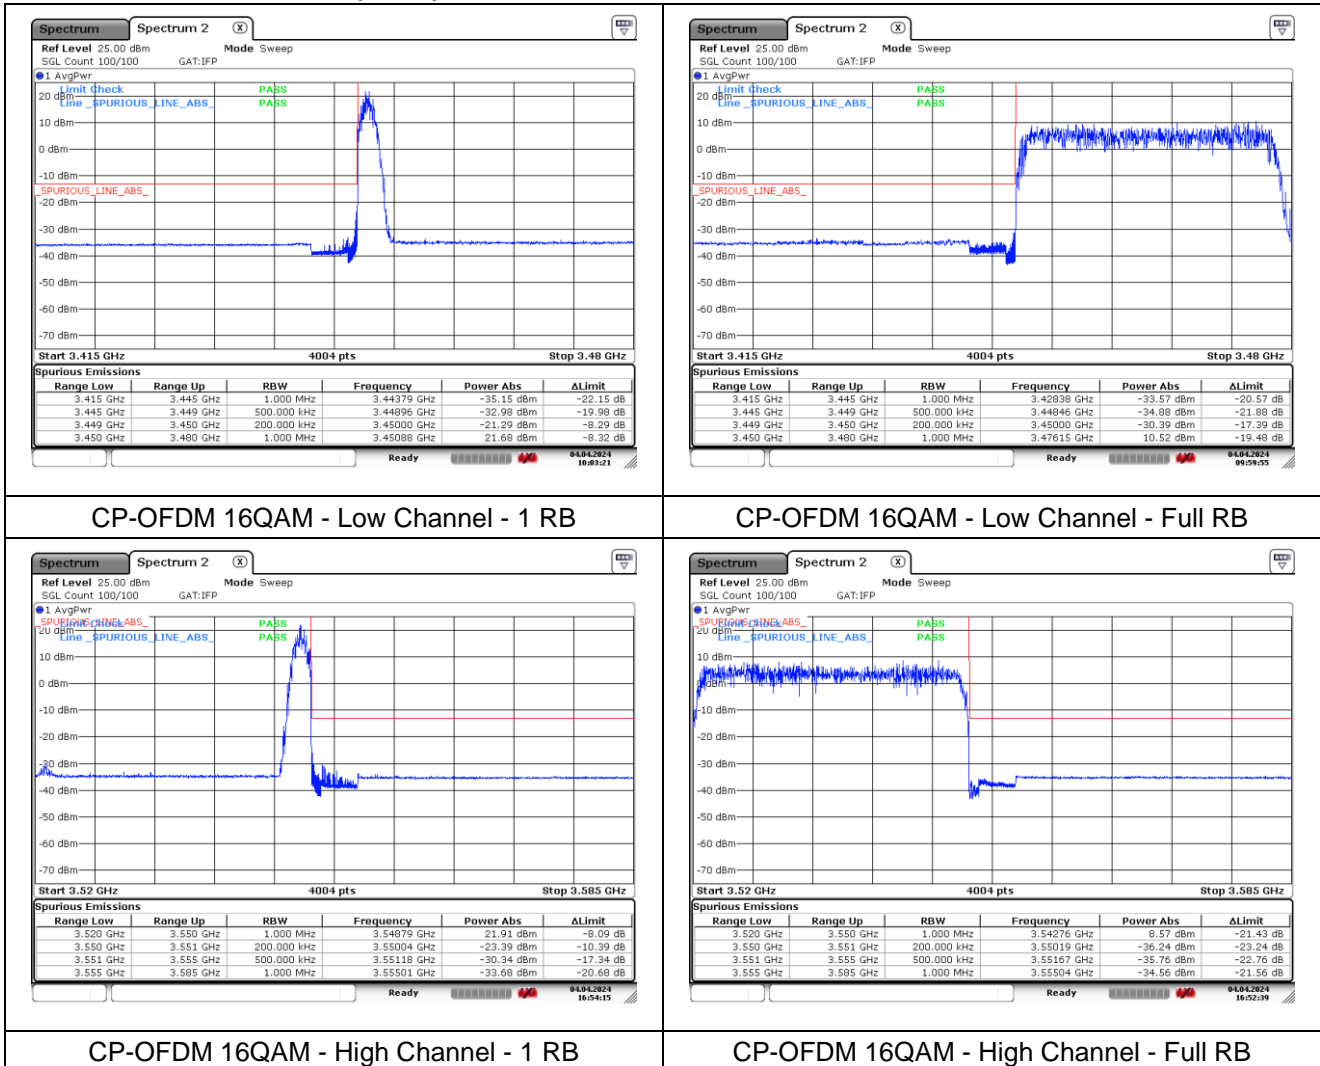 Spectrum Spectrum 2 X
Ref Level 25.00 dBm Mode Sweep
SGL Count 100/100 GAT:IFP
1 AvgPwr
Limit Check PASS
Line _SPURIOUS_LINE_ABS_ PASS
20 dBm
10 dBm
0 dBm
-10 dBm
_SPURIOUS_LINE_ABS_
-20 dBm
-30 dBm
-40 dBm
-50 dBm
-60 dBm
-70 dBm
Start 3.415 GHz 4004 pts Stop 3.48 GHz
Spurious Emissions
Range Low Range Up RBW Frequency Power Abs ΔLimit
3.415 GHz 3.445 GHz 1.000 MHz 3.44379 GHz -35.15 dBm -22.15 dB
3.445 GHz 3.449 GHz 500.000 kHz 3.44896 GHz -32.98 dBm -19.98 dB
3.449 GHz 3.450 GHz 200.000 kHz 3.45000 GHz -21.29 dBm -8.29 dB
3.450 GHz 3.480 GHz 1.000 MHz 3.45088 GHz 21.68 dBm -8.32 dB
Ready 04.04.2024
10:03:21
CP-OFDM 16QAM - Low Channel - 1 RB
Spectrum Spectrum 2 X
Ref Level 25.00 dBm Mode Sweep
SGL Count 100/100 GAT:IFP
1 AvgPwr
Limit Check PASS
Line _SPURIOUS_LINE_ABS_ PASS
20 dBm
10 dBm
0 dBm
-10 dBm
_SPURIOUS_LINE_ABS_
-20 dBm
-30 dBm
-40 dBm
-50 dBm
-60 dBm
-70 dBm
Start 3.415 GHz 4004 pts Stop 3.48 GHz
Spurious Emissions
Range Low Range Up RBW Frequency Power Abs ΔLimit
3.415 GHz 3.445 GHz 1.000 MHz 3.42838 GHz -33.57 dBm -20.57 dB
3.445 GHz 3.449 GHz 500.000 kHz 3.44846 GHz -34.88 dBm -21.88 dB
3.449 GHz 3.450 GHz 200.000 kHz 3.45000 GHz -30.39 dBm -17.39 dB
3.450 GHz 3.480 GHz 1.000 MHz 3.47615 GHz 10.52 dBm -19.48 dB
Ready 04.04.2024
09:59:55
CP-OFDM 16QAM - Low Channel - Full RB
Spectrum Spectrum 2 X
Ref Level 25.00 dBm Mode Sweep
SGL Count 100/100 GAT:IFP
1 AvgPwr
_SPURIOUS_LINE_ABS_
Limit Check PASS
Line _SPURIOUS_LINE_ABS_ PASS
20 dBm
10 dBm
0 dBm
-10 dBm
-20 dBm
-30 dBm
-40 dBm
-50 dBm
-60 dBm
-70 dBm
Start 3.52 GHz 4004 pts Stop 3.585 GHz
Spurious Emissions
Range Low Range Up RBW Frequency Power Abs ΔLimit
3.520 GHz 3.550 GHz 1.000 MHz 3.54879 GHz 21.91 dBm -8.09 dB
3.550 GHz 3.551 GHz 200.000 kHz 3.55004 GHz -23.39 dBm -10.39 dB
3.551 GHz 3.555 GHz 500.000 kHz 3.55118 GHz -30.34 dBm -17.34 dB
3.555 GHz 3.585 GHz 1.000 MHz 3.55501 GHz -33.68 dBm -20.68 dB
Ready 04.04.2024
16:54:15
CP-OFDM 16QAM - High Channel - 1 RB
Spectrum Spectrum 2 X
Ref Level 25.00 dBm Mode Sweep
SGL Count 100/100 GAT:IFP
1 AvgPwr
_SPURIOUS_LINE_ABS_
Limit Check PASS
Line _SPURIOUS_LINE_ABS_ PASS
20 dBm
10 dBm
0 dBm
-10 dBm
-20 dBm
-30 dBm
-40 dBm
-50 dBm
-60 dBm
-70 dBm
Start 3.52 GHz 4004 pts Stop 3.585 GHz
Spurious Emissions
Range Low Range Up RBW Frequency Power Abs ΔLimit
3.520 GHz 3.550 GHz 1.000 MHz 3.54276 GHz 8.57 dBm -21.43 dB
3.550 GHz 3.551 GHz 200.000 kHz 3.55019 GHz -36.24 dBm -23.24 dB
3.551 GHz 3.555 GHz 500.000 kHz 3.55167 GHz -35.76 dBm -22.76 dB
3.555 GHz 3.585 GHz 1.000 MHz 3.55504 GHz -34.56 dBm -21.56 dB
Ready 04.04.2024
16:52:39
CP-OFDM 16QAM - High Channel - Full RB